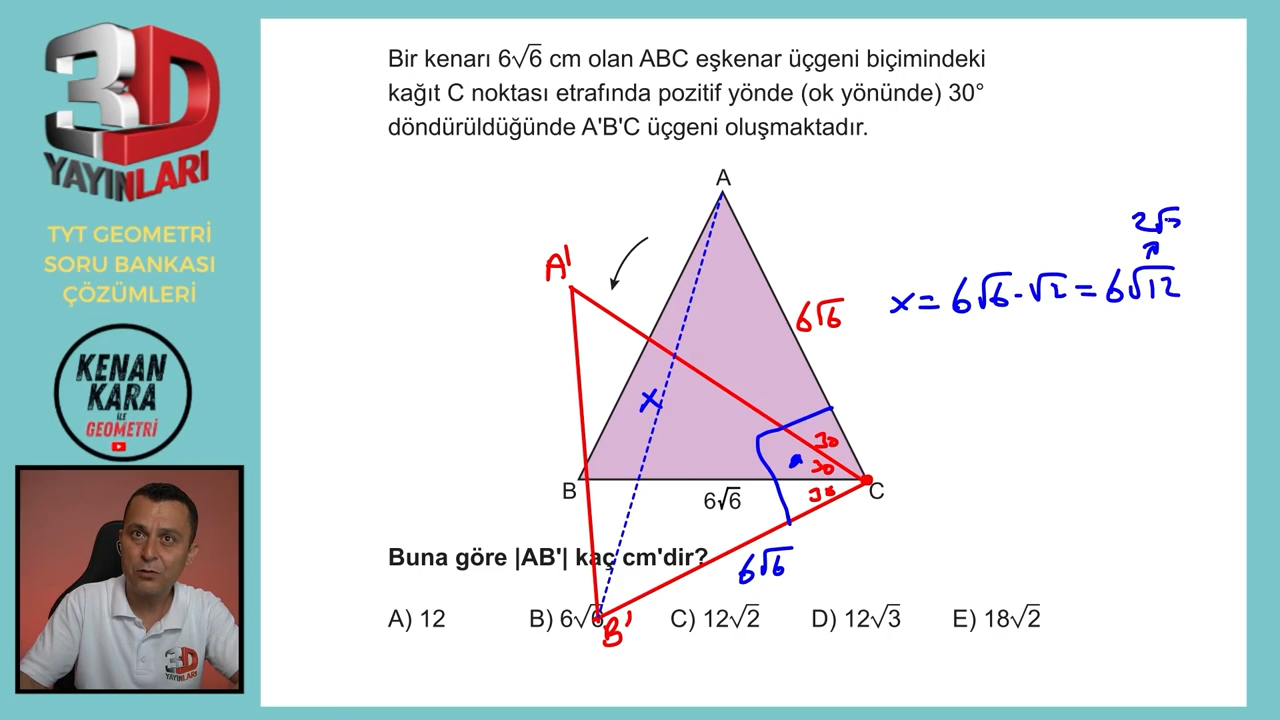 3D
YAYINLARI
TYT GEOMETRİ
SORU BANKASI
ÇÖZÜMLERİ
KENAN
KARA
İLE
GEOMETRİ
3D
YAYINLARI
Bir kenarı 6√6 cm olan ABC eşkenar üçgeni biçimindeki
kağıt C noktası etrafında pozitif yönde (ok yönünde) 30°
döndürüldüğünde A'B'C üçgeni oluşmaktadır.
A
A'
2√3
x = 6√6 · √2 = 6√12
6√6
x
30
30
30
B
6√6
C
Buna göre |AB'| kaç cm'dir?
6√6
B'
A) 12 B) 6√6 C) 12√2 D) 12√3 E) 18√2